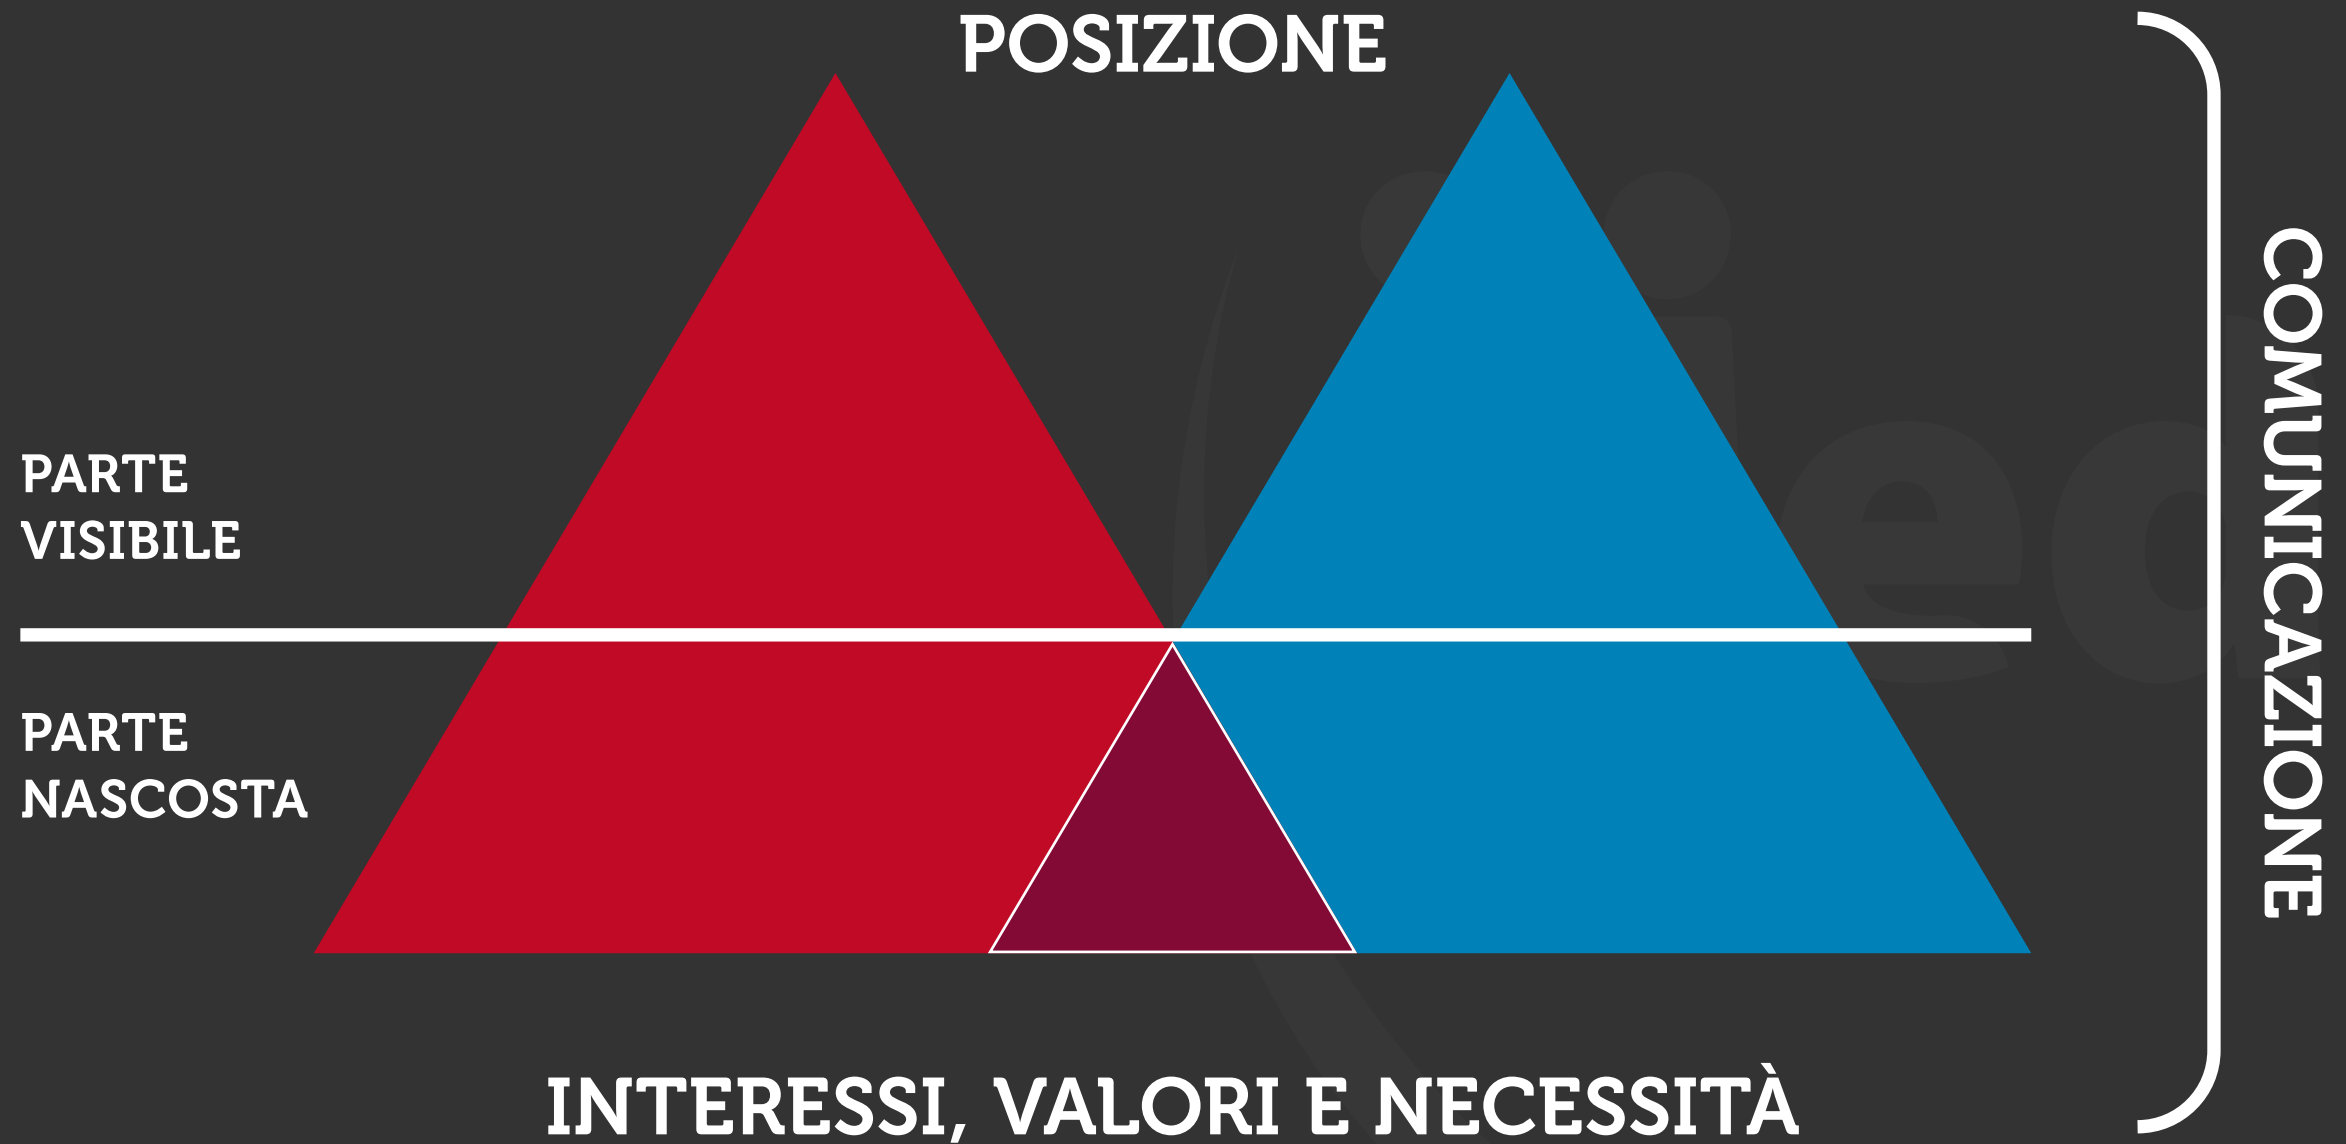 POSIZIONE
PARTE
VISIBILE
PARTE
NASCOSTA
INTERESSI, VALORI E NECESSITÀ
COMUNICAZIONE